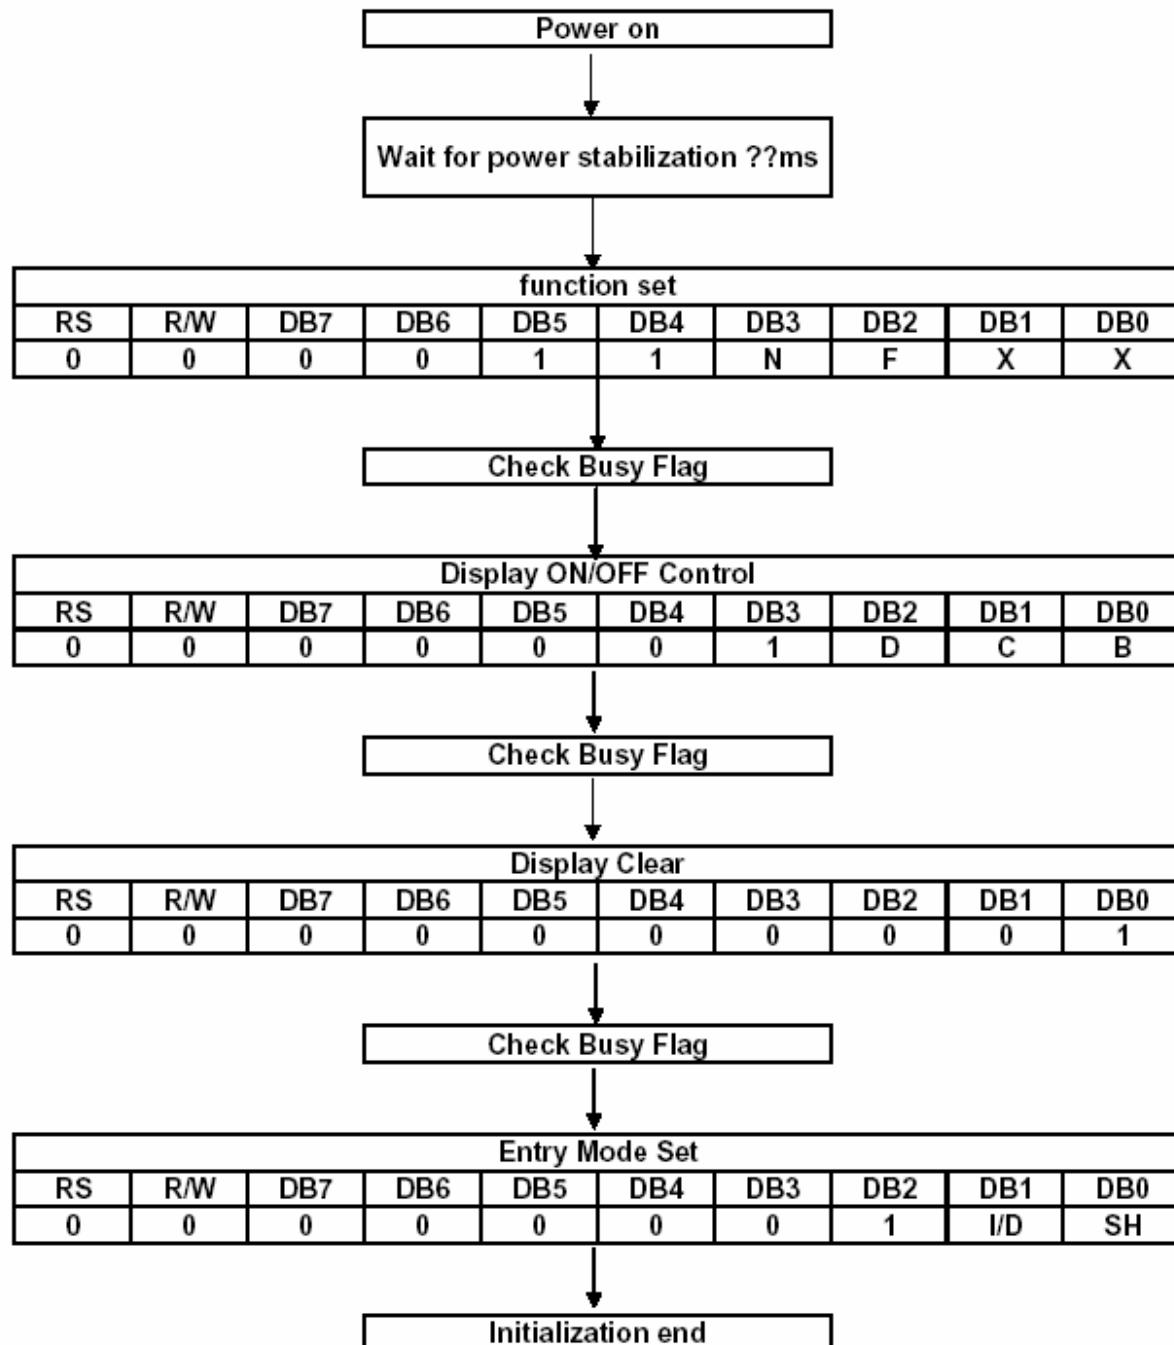 Power on
Wait for power stabilization ??ms
function set
RS R/W DB7 DB6 DB5 DB4 DB3 DB2 DB1 DB0
0 0 0 0 1 1 N F X X
Check Busy Flag
Display ON/OFF Control
RS R/W DB7 DB6 DB5 DB4 DB3 DB2 DB1 DB0
0 0 0 0 0 0 1 D C B
Check Busy Flag
Display Clear
RS R/W DB7 DB6 DB5 DB4 DB3 DB2 DB1 DB0
0 0 0 0 0 0 0 0 0 1
Check Busy Flag
Entry Mode Set
RS R/W DB7 DB6 DB5 DB4 DB3 DB2 DB1 DB0
0 0 0 0 0 0 0 1 I/D SH
Initialization end